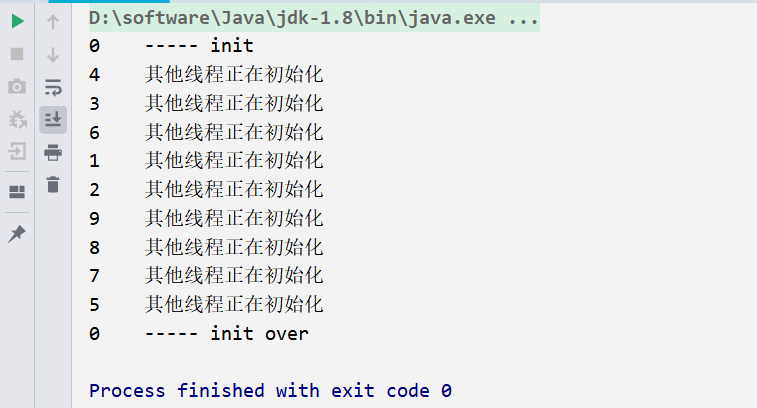 D:\software\Java\jdk-1.8\bin\java.exe ...
0	----- init
4	其他线程正在初始化
3	其他线程正在初始化
6	其他线程正在初始化
1	其他线程正在初始化
2	其他线程正在初始化
9	其他线程正在初始化
8	其他线程正在初始化
7	其他线程正在初始化
5	其他线程正在初始化
0	----- init over
Process finished with exit code 0